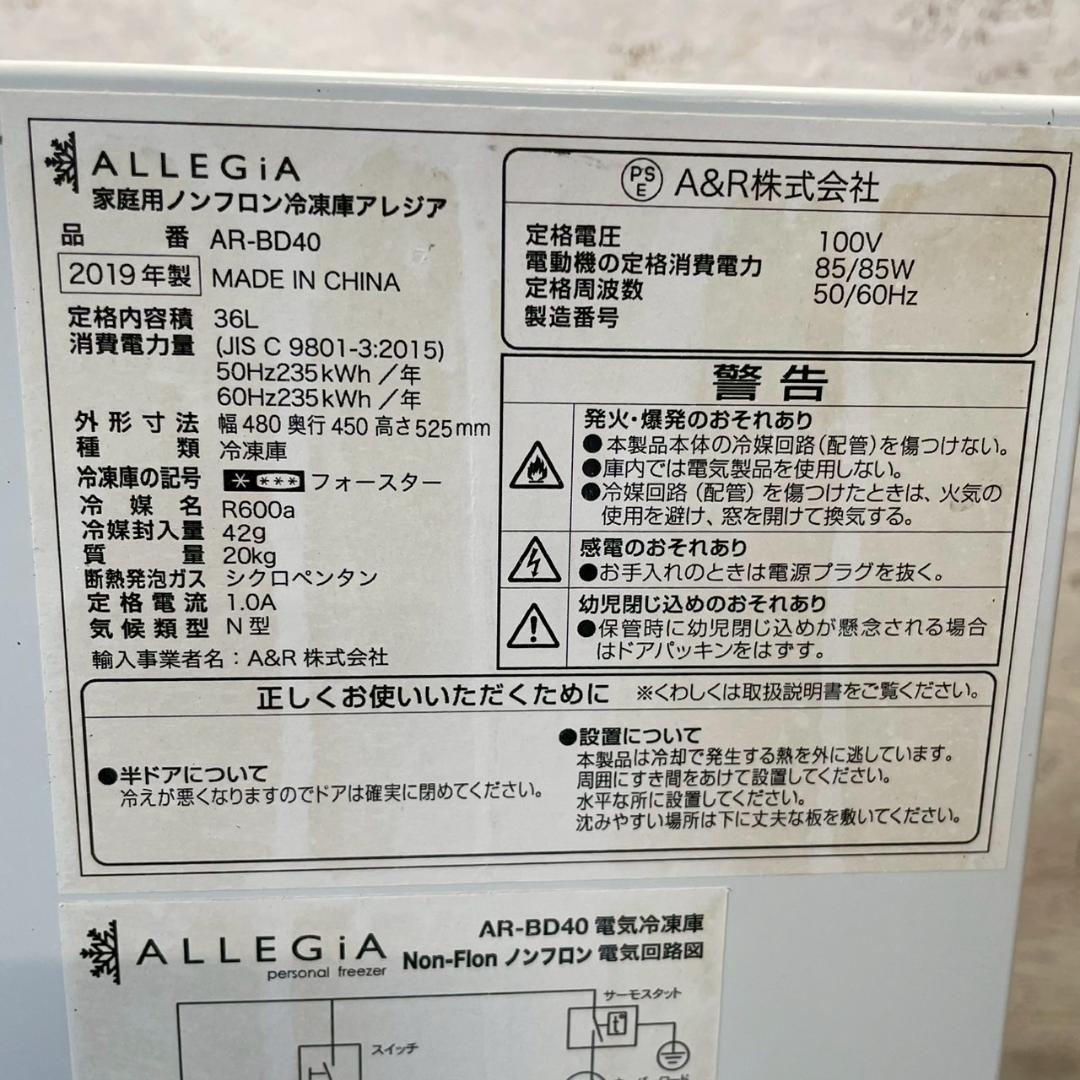 ALLEGiA
家庭用ノンフロン冷凍庫アレジア
品 番 AR-BD40
2019年製 MADE IN CHINA
定格内容積 36L
消費電力量 (JIS C 9801-3:2015)
50Hz235kWh／年
60Hz235kWh／年
外形寸法 幅480奥行450高さ525mm
種 類 冷凍庫
冷凍庫の記号 * *** フォースター
冷媒名 R600a
冷媒封入量 42g
質 量 20kg
断熱発泡ガス シクロペンタン
定格電流 1.0A
気候類型 N型
輸入事業者名：A&R株式会社
PSE A&R株式会社
定格電圧 100V
電動機の定格消費電力 85/85W
定格周波数 50/60Hz
製造番号
警告
発火・爆発のおそれあり
●本製品本体の冷媒回路（配管）を傷つけない。
●庫内では電気製品を使用しない。
●冷媒回路（配管）を傷つけたときは、火気の
使用を避け、窓を開けて換気する。
感電のおそれあり
●お手入れのときは電源プラグを抜く。
幼児閉じ込めのおそれあり
●保管時に幼児閉じ込めが懸念される場合
はドアパッキンをはずす。
正しくお使いいただくために ※くわしくは取扱説明書をご覧ください。
●半ドアについて
冷えが悪くなりますのでドアは確実に閉めてください。
●設置について
本製品は冷却で発生する熱を外に逃しています。
周囲にすき間をあけて設置してください。
水平な所に設置してください。
沈みやすい場所は下に丈夫な板を敷いてください。
ALLEGiA
personal freezer
AR-BD40 電気冷凍庫
Non-Flon ノンフロン 電気回路図
サーモスタット
t°
スイッチ